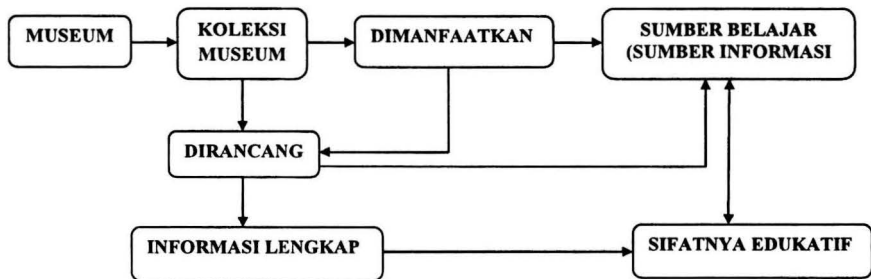 MUSEUM
KOLEKSI
MUSEUM
DIMANFAATKAN
SUMBER BELAJAR
(SUMBER INFORMASI
DIRANCANG
INFORMASI LENGKAP
SIFATNYA EDUKATIF